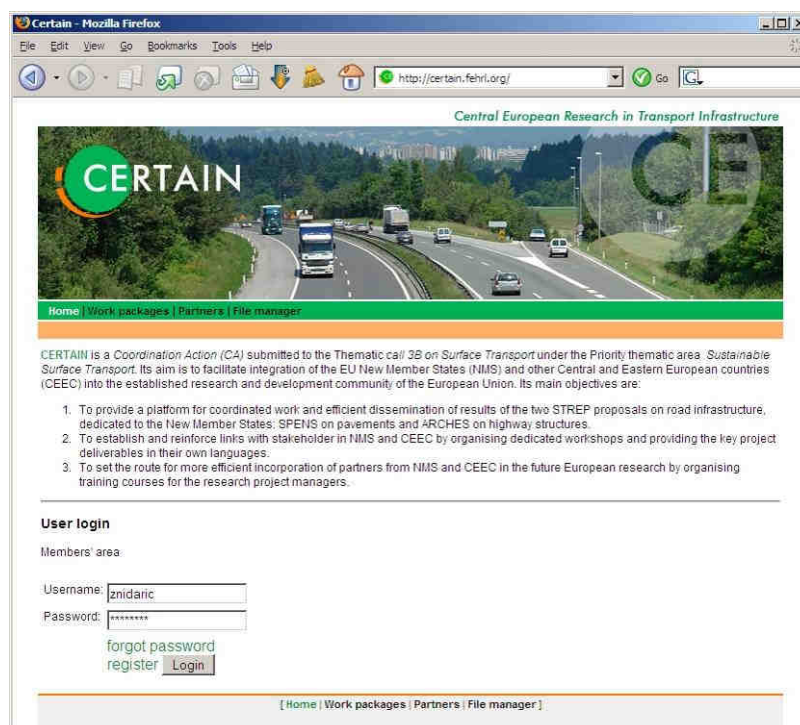 Certain - Mozilla Firefox
File Edit View Go Bookmarks Tools Help
http://certain.fehrl.org/ Go G
Central European Research in Transport Infrastructure
CERTAIN
CE
Home | Work packages | Partners | File manager
CERTAIN is a Coordination Action (CA) submitted to the Thematic call 3B on Surface Transport under the Priority thematic area Sustainable
Surface Transport. Its aim is to facilitate integration of the EU New Member States (NMS) and other Central and Eastern European countries
(CEEC) into the established research and development community of the European Union. Its main objectives are:
1. To provide a platform for coordinated work and efficient dissemination of results of the two STREP proposals on road infrastructure,
dedicated to the New Member States: SPENS on pavements and ARCHES on highway structures.
2. To establish and reinforce links with stakeholder in NMS and CEEC by organising dedicated workshops and providing the key project
deliverables in their own languages.
3. To set the route for more efficient incorporation of partners from NMS and CEEC in the future European research by organising
training courses for the research project managers.
User login
Members' area
Username: znidaric
Password: ********
forgot password
register Login
[ Home | Work packages | Partners | File manager ]